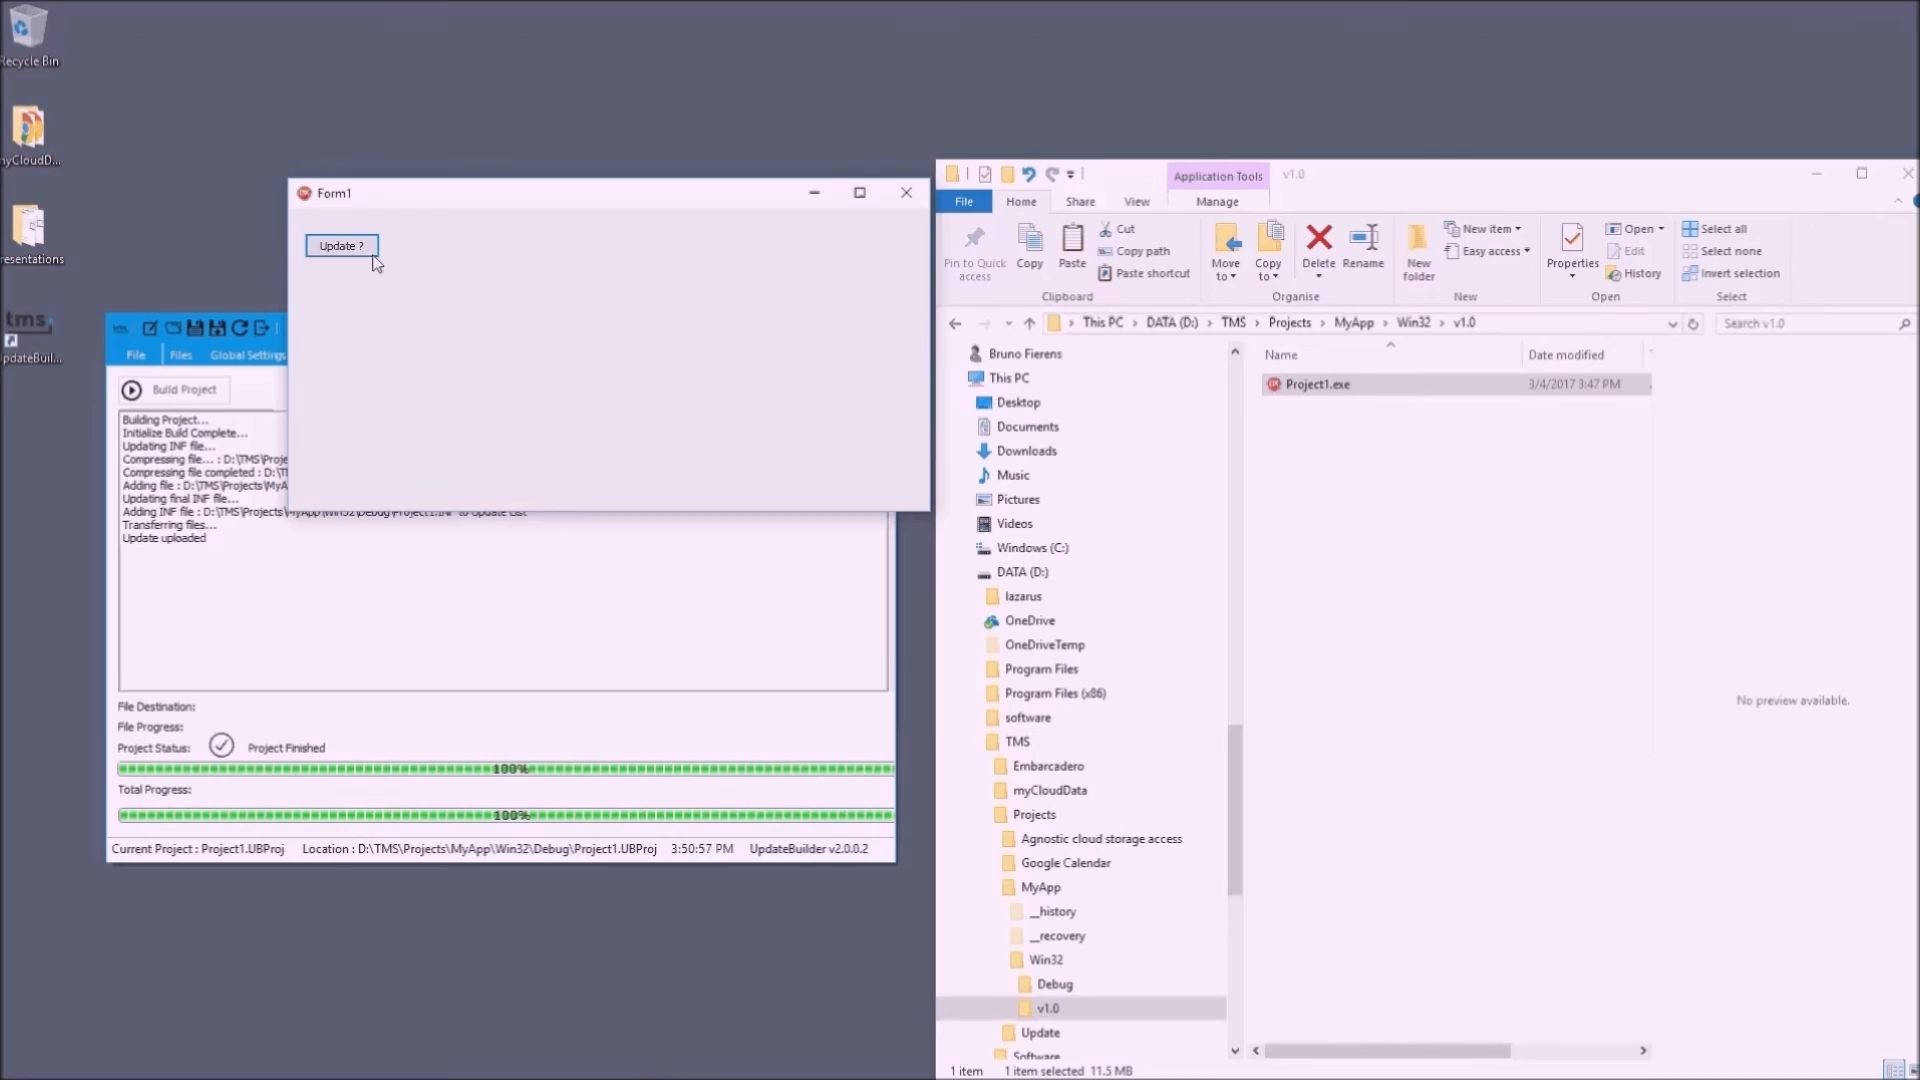 Recycle Bin
myCloudD...
resentations
tms
UpdateBuil...
Form1
Update ?
File
Files
Global Settings
Build Project
Building Project...
Initialize Build Complete...
Updating INF file...
Compressing file... : D:\TMS\Proje
Compressing file completed : D:\T
Adding file : D:\TMS\Projects\MyA
Updating final INF file...
Adding INF file : D:\TMS\Projects\MyApp\Win32\Debug\Project1.INF to Update List
Transferring files...
Update uploaded
File Destination:
File Progress:
Project Status:
Project Finished
100%
Total Progress:
100%
Current Project : Project1.UBProj
Location : D:\TMS\Projects\MyApp\Win32\Debug\Project1.UBProj
3:50:57 PM
UpdateBuilder v2.0.0.2
Application Tools
v1.0
File
Home
Share
View
Manage
Pin to Quick access
Copy
Paste
Cut
Copy path
Paste shortcut
Clipboard
Move to
Copy to
Delete
Rename
Organise
New folder
New item
Easy access
New
Properties
Open
Edit
History
Open
Select all
Select none
Invert selection
Select
This PC > DATA (D:) > TMS > Projects > MyApp > Win32 > v1.0
Search v1.0
Bruno Fierens
This PC
Desktop
Documents
Downloads
Music
Pictures
Videos
Windows (C:)
DATA (D:)
lazarus
OneDrive
OneDriveTemp
Program Files
Program Files (x86)
software
TMS
Embarcadero
myCloudData
Projects
Agnostic cloud storage access
Google Calendar
MyApp
__history
__recovery
Win32
Debug
v1.0
Update
Software
Name
Date modified
Project1.exe
3/4/2017 3:47 PM
No preview available.
1 item
1 item selected 11.5 MB